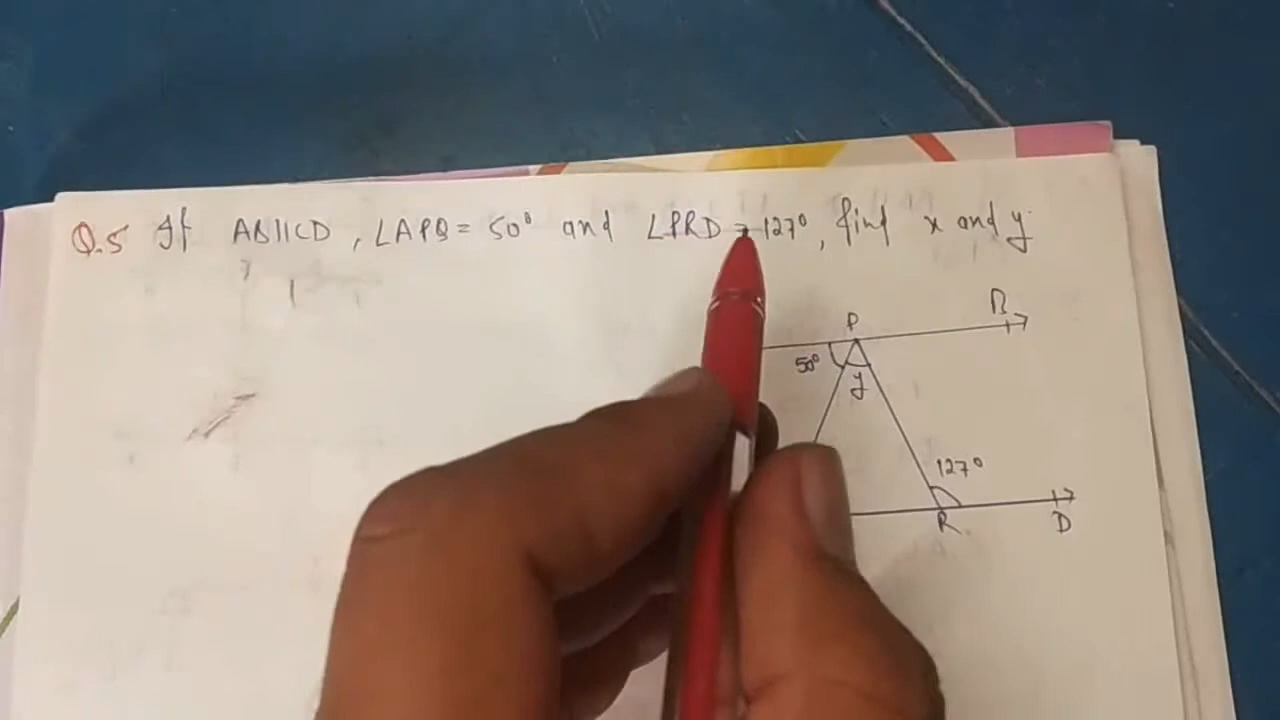 Q.5 If AB||CD, ∠APQ = 50° and ∠PRD = 127°, find x and y.
P B
50°
y
127°
R D